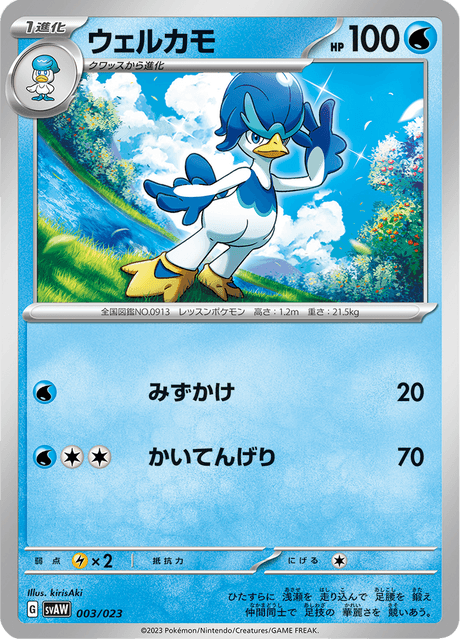 1進化
ウェルカモ
HP 100
クワッスから進化
全国図鑑NO.0913 レッスンポケモン 高さ:1.2m 重さ:21.5kg
みずかけ 20
かいてんげり 70
弱点 ×2 抵抗力 にげる
Illus. kirisAki
G svAW 003/023
ひたすらに 浅瀬を 走り込んで 足腰を 鍛え
仲間同士で 足技の 華麗さを 競いあう。
©2023 Pokémon/Nintendo/Creatures/GAME FREAK.